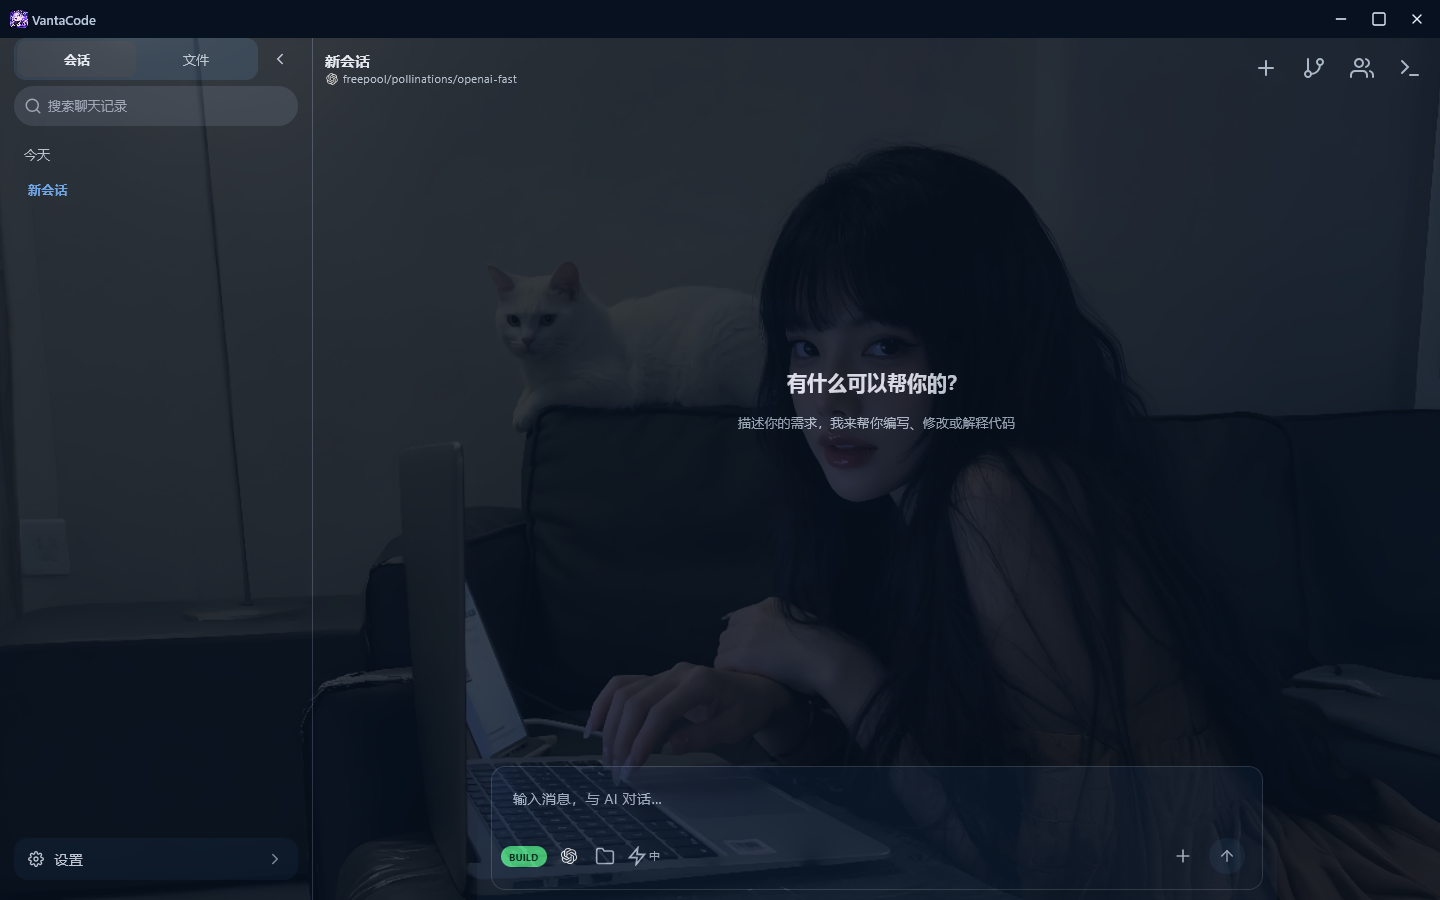 VantaCode
会话
文件
搜索聊天记录
今天
新会话
设置
新会话
freepool/pollinations/openai-fast
有什么可以帮你的?
描述你的需求，我来帮你编写、修改或解释代码
输入消息，与 AI 对话...
BUILD
中